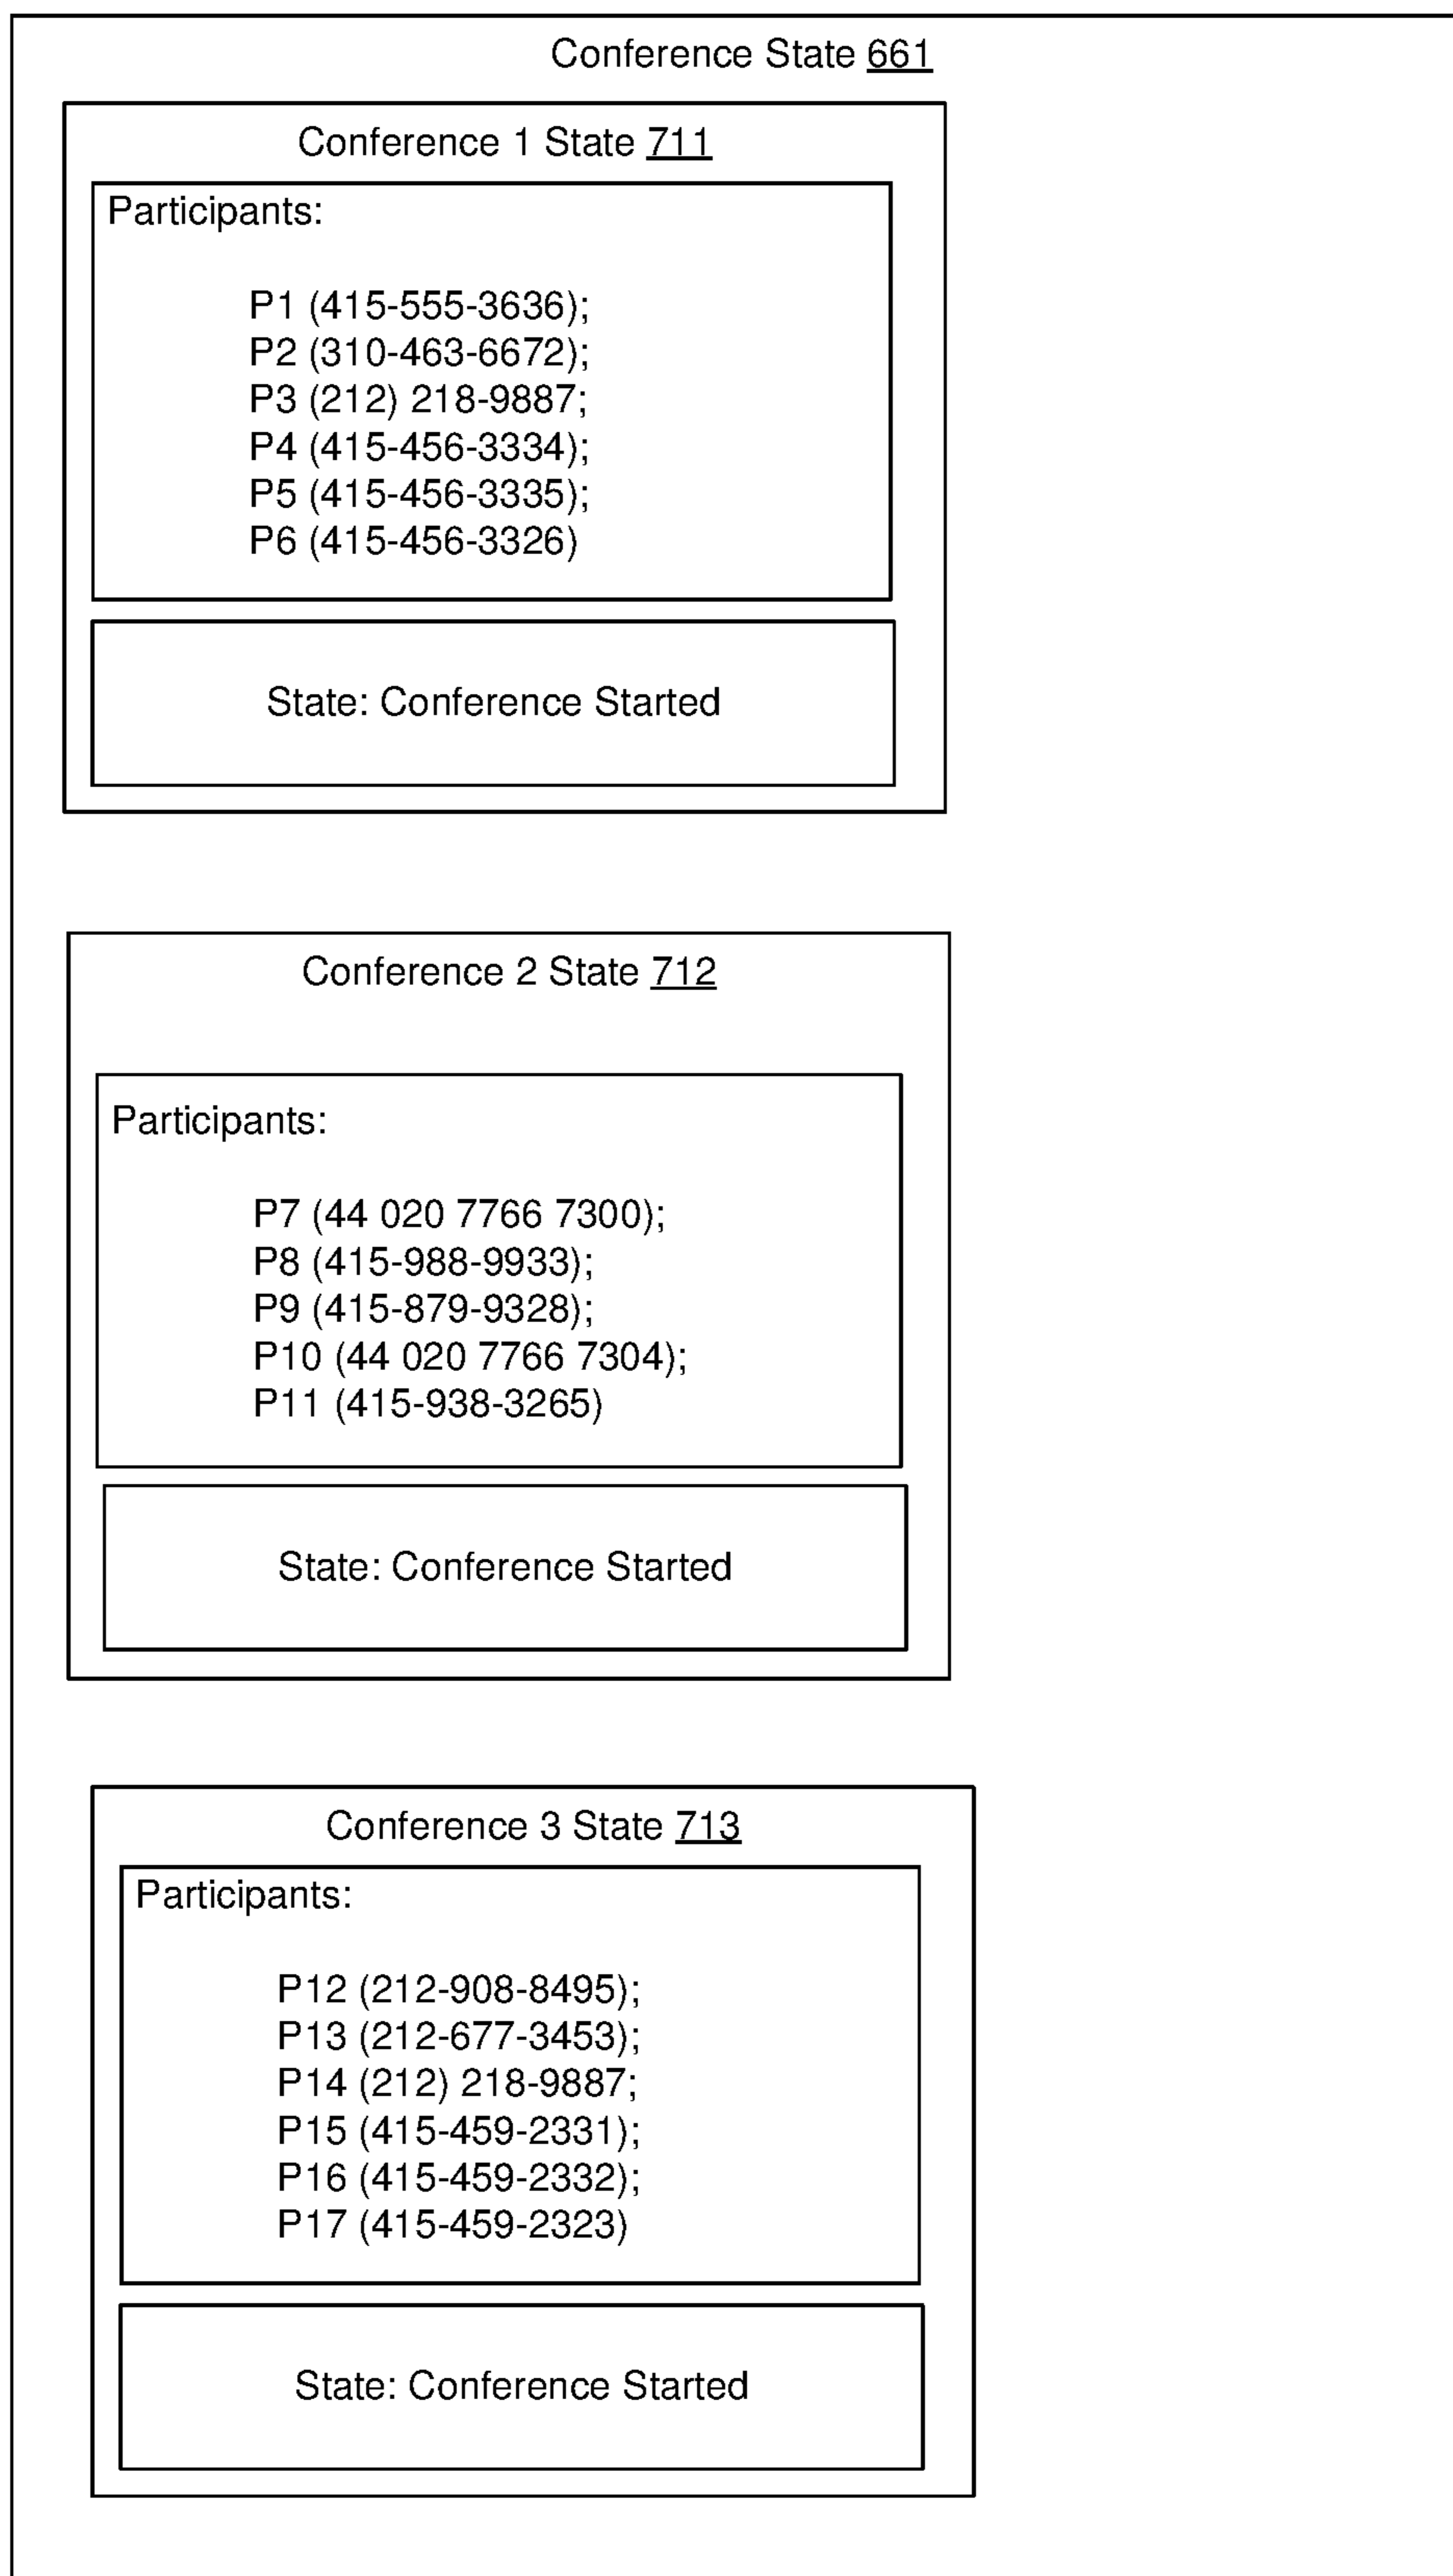 Conference State 661
Conference 1 State 711
Participants:
P1 (415-555-3636);
P2 (310-463-6672);
P3 (212) 218-9887;
P4 (415-456-3334);
P5 (415-456-3335);
P6 (415-456-3326)
State: Conference Started
Conference 2 State 712
Participants:
P7 (44 020 7766 7300);
P8 (415-988-9933);
P9 (415-879-9328);
P10 (44 020 7766 7304);
P11 (415-938-3265)
State: Conference Started
Conference 3 State 713
Participants:
P12 (212-908-8495);
P13 (212-677-3453);
P14 (212) 218-9887;
P15 (415-459-2331);
P16 (415-459-2332);
P17 (415-459-2323)
State: Conference Started